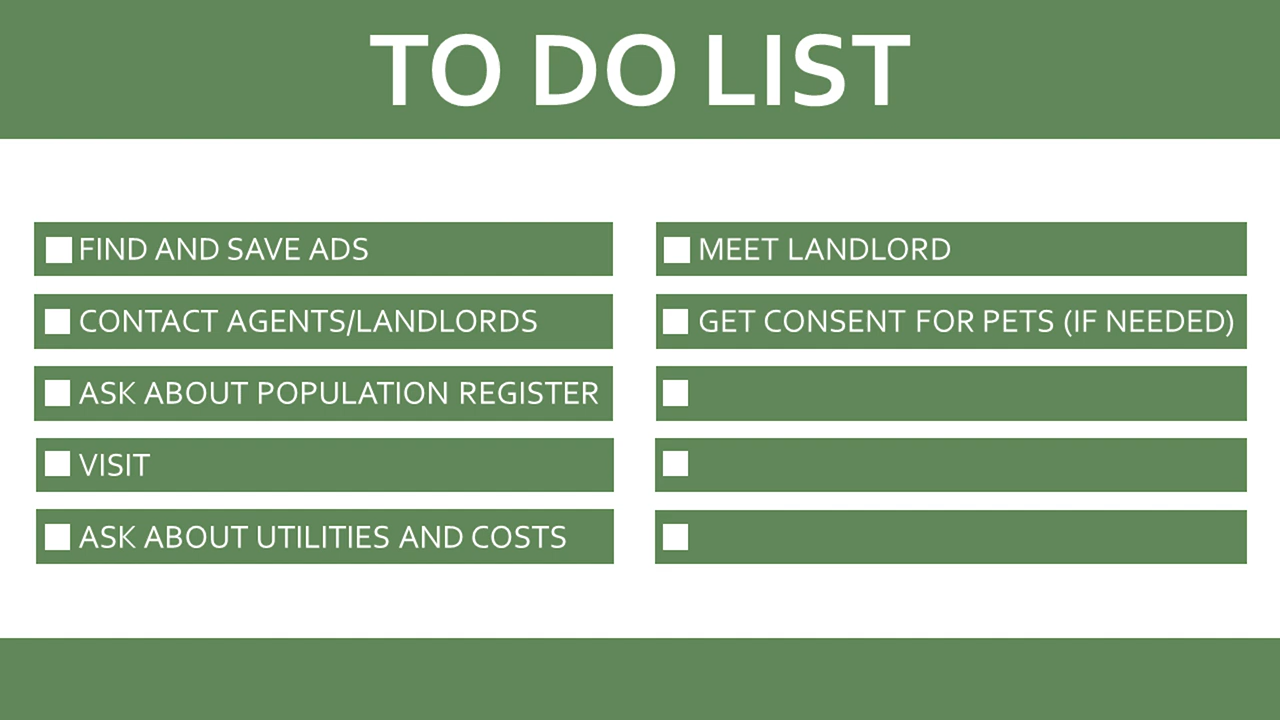 TO DO LIST
FIND AND SAVE ADS
CONTACT AGENTS/LANDLORDS
ASK ABOUT POPULATION REGISTER
VISIT
ASK ABOUT UTILITIES AND COSTS
MEET LANDLORD
GET CONSENT FOR PETS (IF NEEDED)